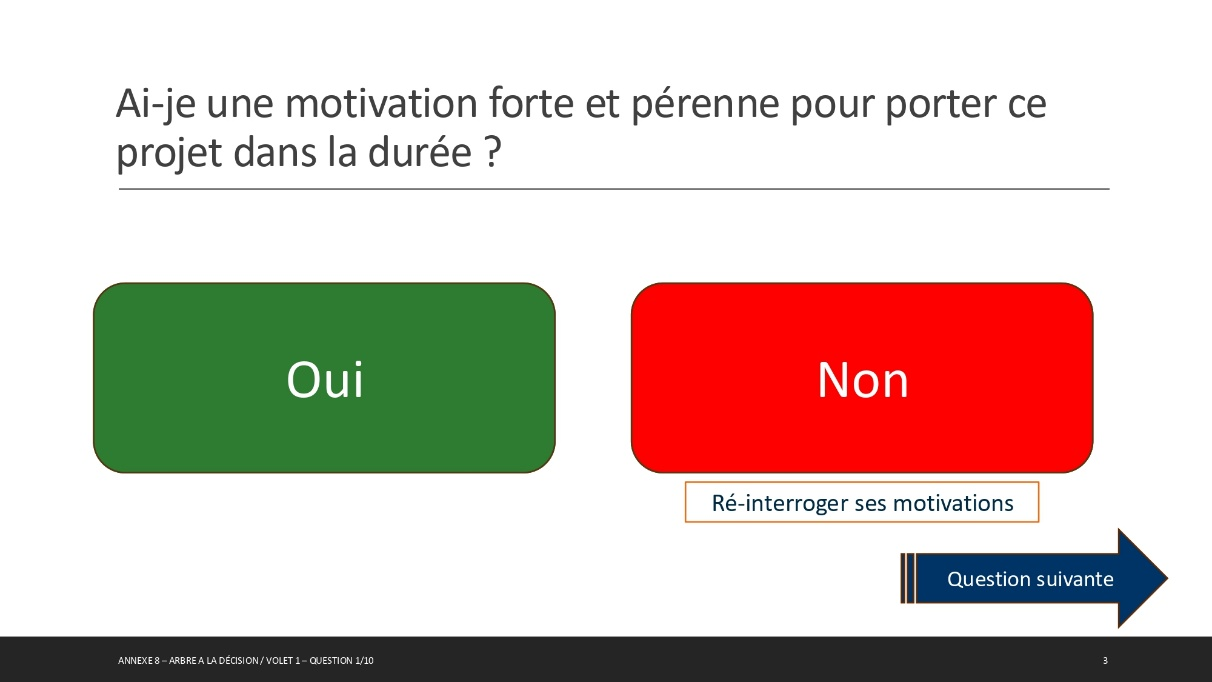 Ai-je une motivation forte et pérenne pour porter ce
projet dans la durée ?
Oui
Non
Ré-interroger ses motivations
Question suivante
ANNEXE 8 – ARBRE A LA DÉCISION / VOLET 1 – QUESTION 1/10
3